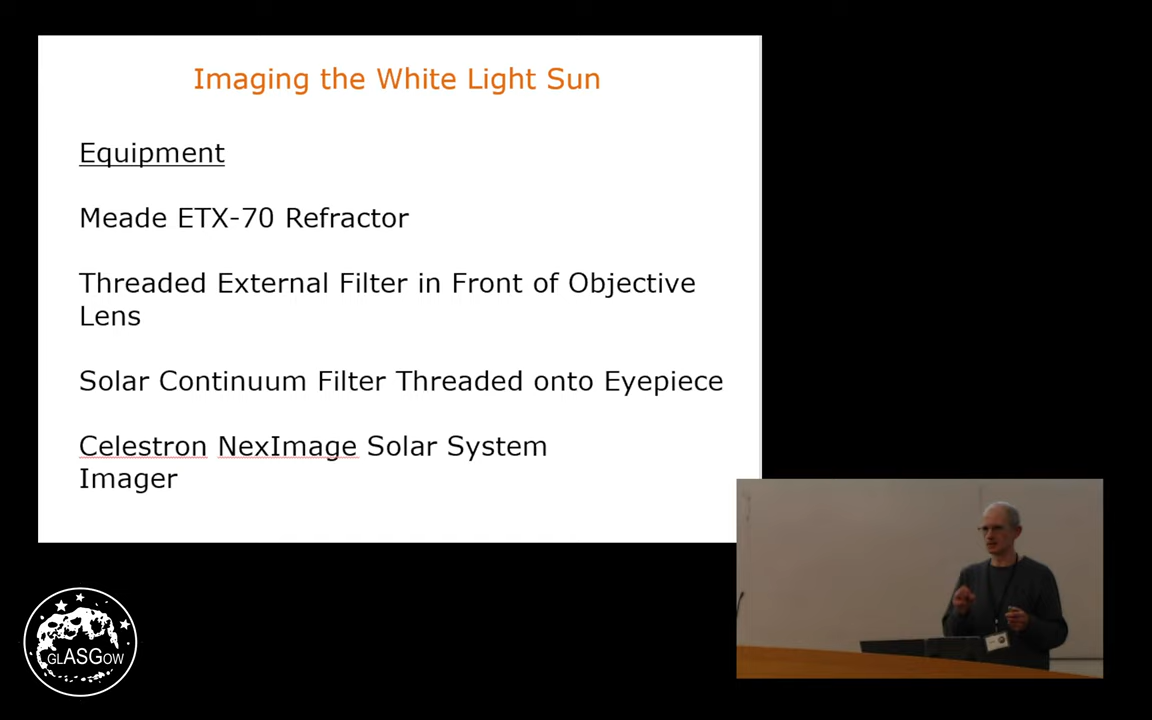 Imaging the White Light Sun
Equipment
Meade ETX-70 Refractor
Threaded External Filter in Front of Objective
Lens
Solar Continuum Filter Threaded onto Eyepiece
Celestron NexImage Solar System
Imager
GLASGOW